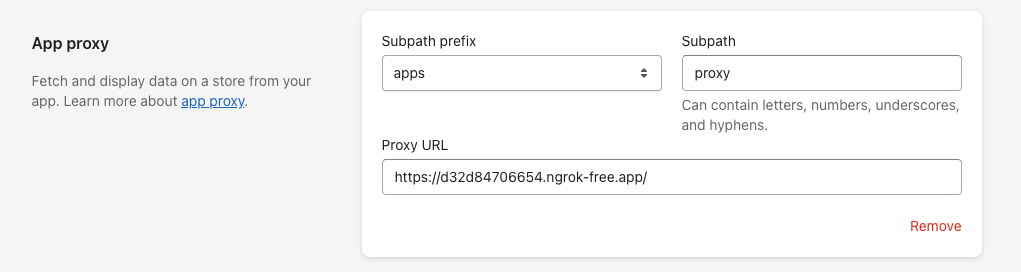 App proxy
Fetch and display data on a store from your
app. Learn more about app proxy.
Subpath prefix
apps
Subpath
proxy
Can contain letters, numbers, underscores,
and hyphens.
Proxy URL
https://d32d84706654.ngrok-free.app/
Remove